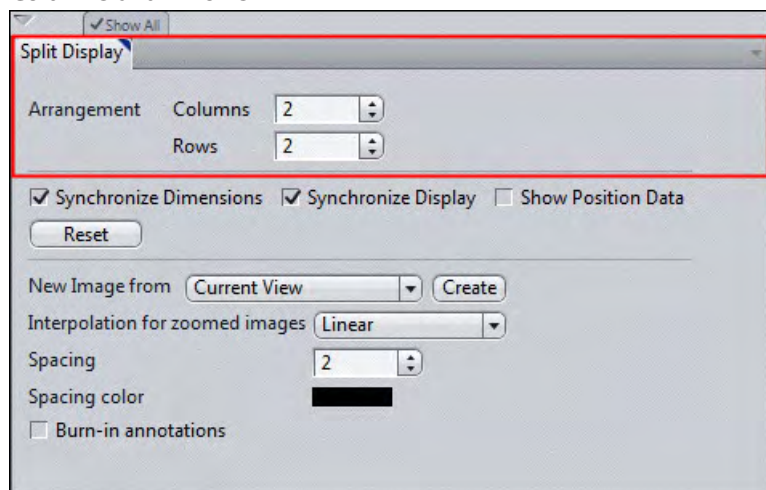 Show All
Split Display
Arrangement Columns 2
Rows 2
Synchronize Dimensions Synchronize Display Show Position Data
Reset
New Image from Current View Create
Interpolation for zoomed images Linear
Spacing 2
Spacing color
Burn-in annotations